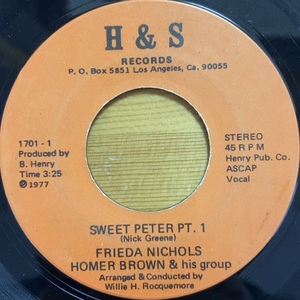 H & S
RECORDS
P. O. Box 5851 Los Angeles, Ca. 90055
1701 - 1
Produced by
B. Henry
Time 3:25
© 1977
STEREO
45 RPM
Henry Pub. Co.
ASCAP
Vocal
SWEET PETER PT. 1
(Nick Greene)
FRIEDA NICHOLS
HOMER BROWN & his group
Arranged & Conducted by
Willie H. Rocquemore